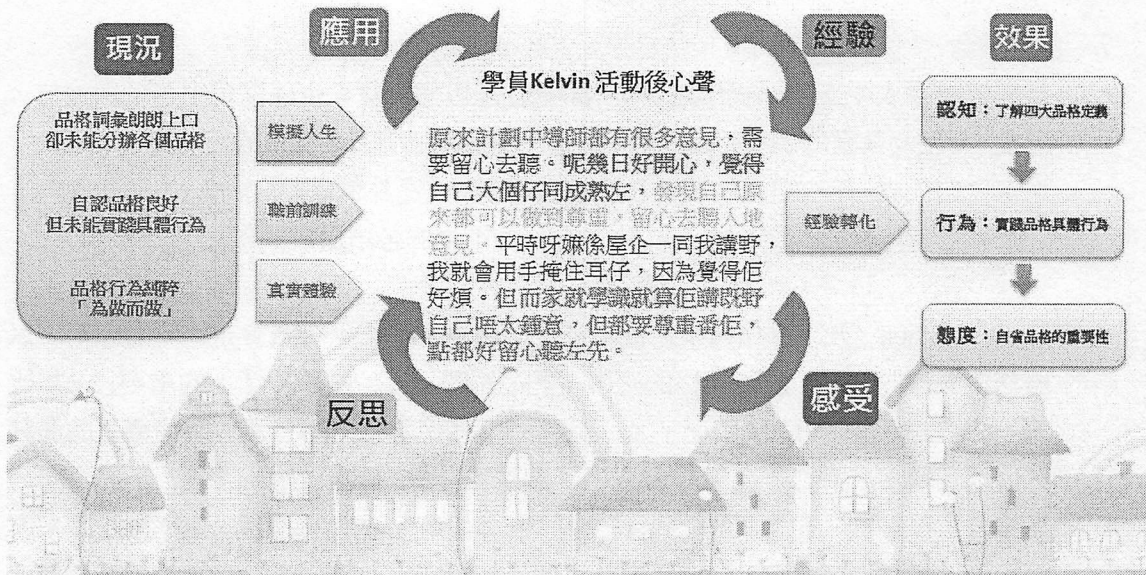 現況
品格詞彙朗朗上口
卻未能分辦各個品格
自認品格良好
但未能實踐具體行為
品格行為純粹
「為做而做」
模擬人生
職前訓練
真實體驗
應用
經驗
感受
反思
學員Kelvin 活動後心聲
原來計劃中導師都有很多意見，需
要留心去聽。呢幾日好開心，覺得
自己大個仔同成熟左，發現自己原
來都可以做到尊重，留心去聽人地
意見。平時呀嫲係屋企一同我講野，
我就會用手掩住耳仔，因為覺得佢
好煩。但而家就學識就算佢講既野
自己唔太鍾意，但都要尊重番佢，
點都好留心聽左先。
經驗轉化
效果
認知：了解四大品格定義
行為：實踐品格具體行為
態度：自省品格的重要性